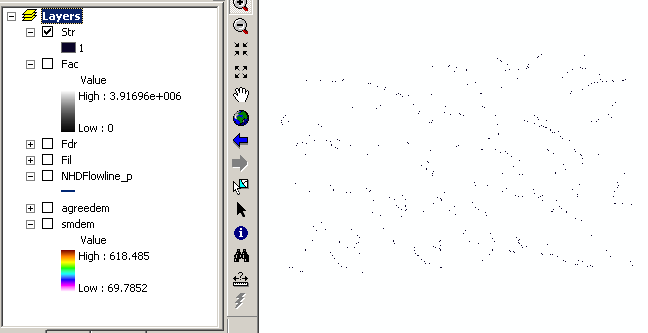 Layers
Str
1
Fac
Value
High : 3.91696e+006
Low : 0
Fdr
Fil
NHDFlowline_p
agreedem
smdem
Value
High : 618.485
Low : 69.7852